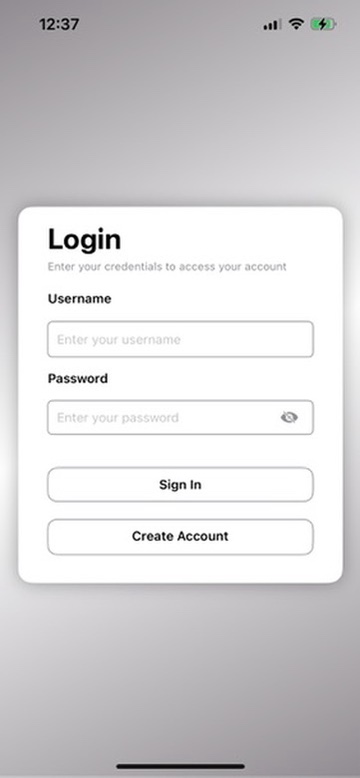 12:37
Login
Enter your credentials to access your account
Username
Enter your username
Password
Enter your password
Sign In
Create Account